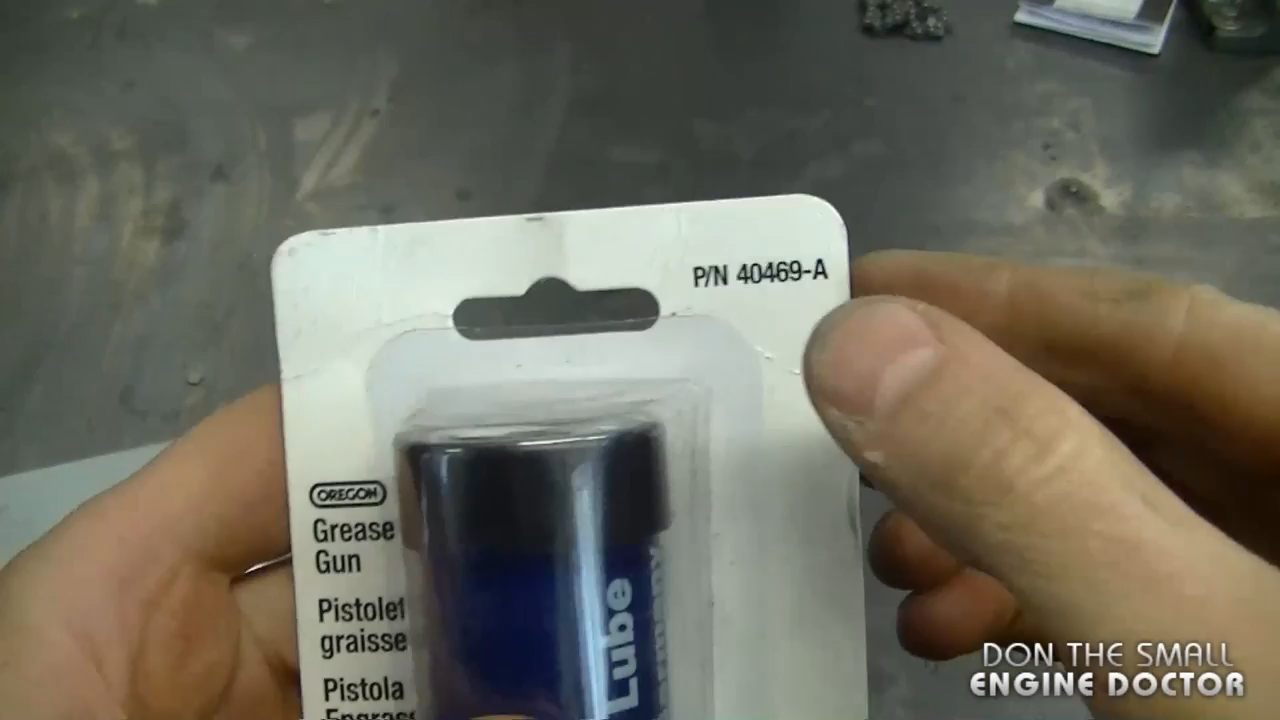 P/N 40469-A
OREGON
Grease
Gun
Pistolet
graisse
Pistola
Lube
DON THE SMALL
ENGINE DOCTOR